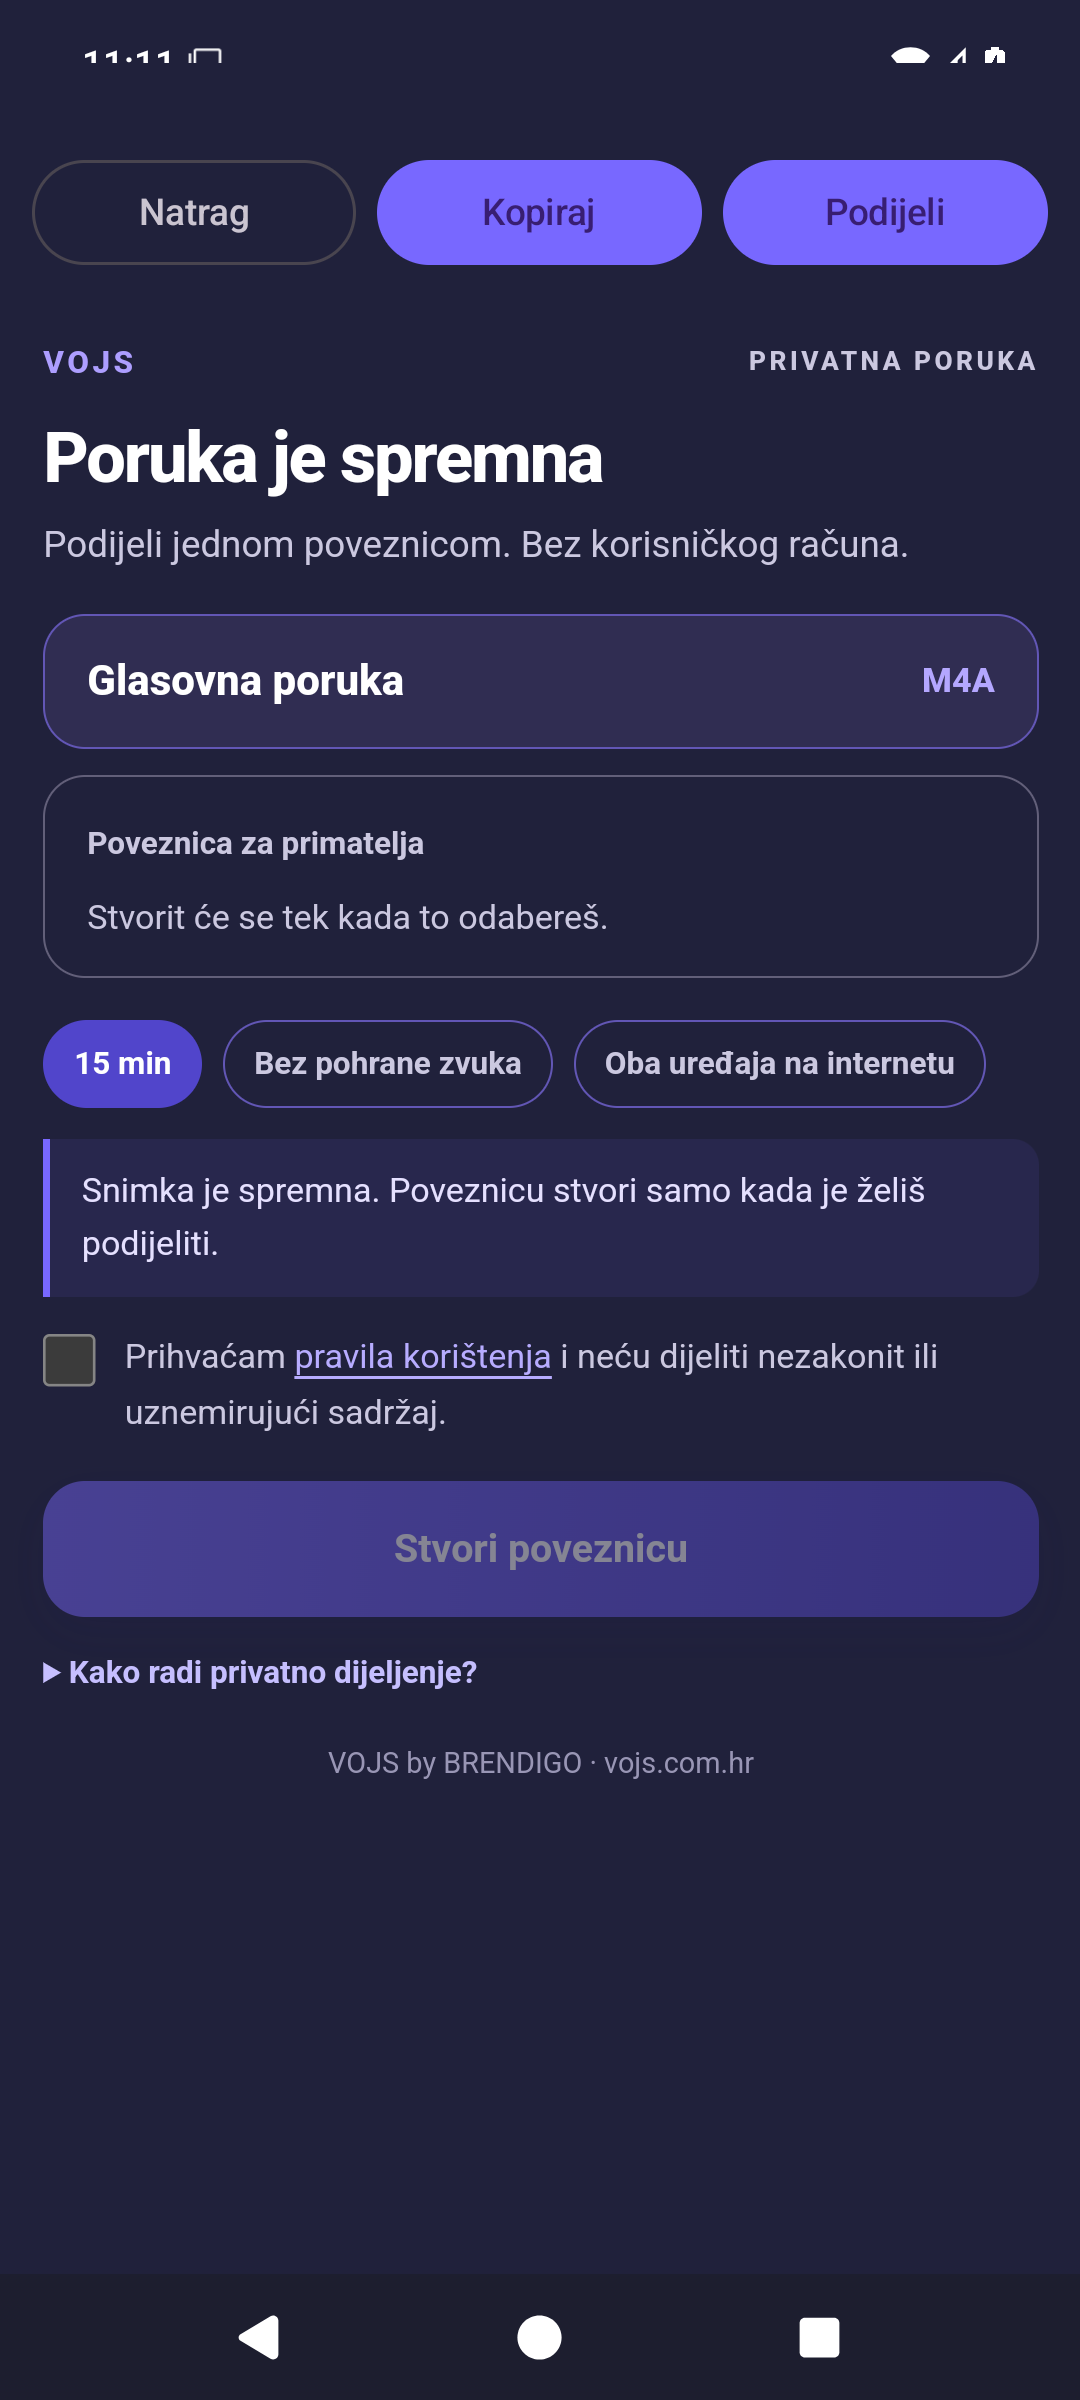 11:11
Natrag
Kopiraj
Podijeli
VOJS
PRIVATNA PORUKA
Poruka je spremna
Podijeli jednom poveznicom. Bez korisničkog računa.
Glasovna poruka
M4A
Poveznica za primatelja
Stvorit će se tek kada to odabereš.
15 min
Bez pohrane zvuka
Oba uređaja na internetu
Snimka je spremna. Poveznicu stvori samo kada je želiš
podijeliti.
Prihvaćam pravila korištenja i neću dijeliti nezakonit ili
uznemirujući sadržaj.
Stvori poveznicu
Kako radi privatno dijeljenje?
VOJS by BRENDIGO · vojs.com.hr